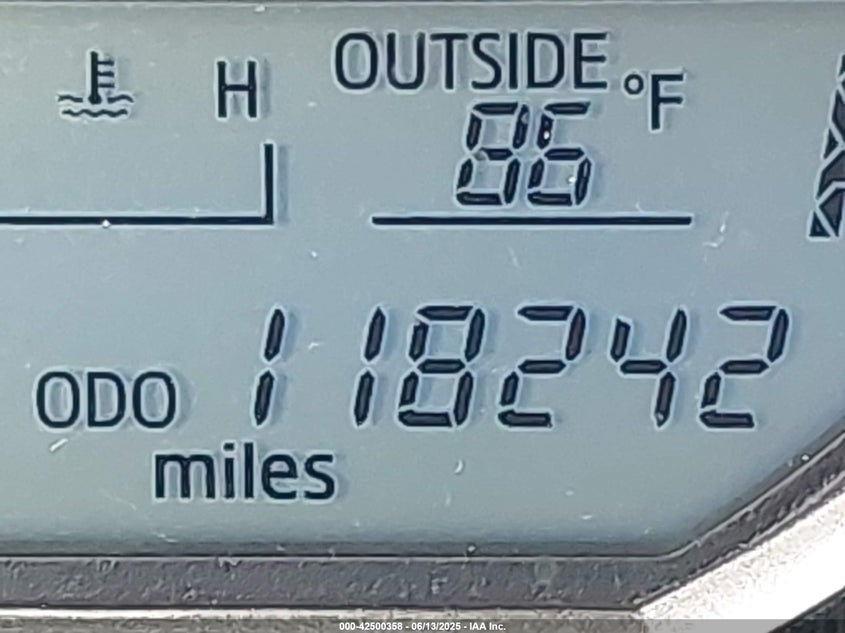 H
OUTSIDE
86 °F
ODO 118242
miles
000-42500358 - 06/13/2025 - IAA Inc.